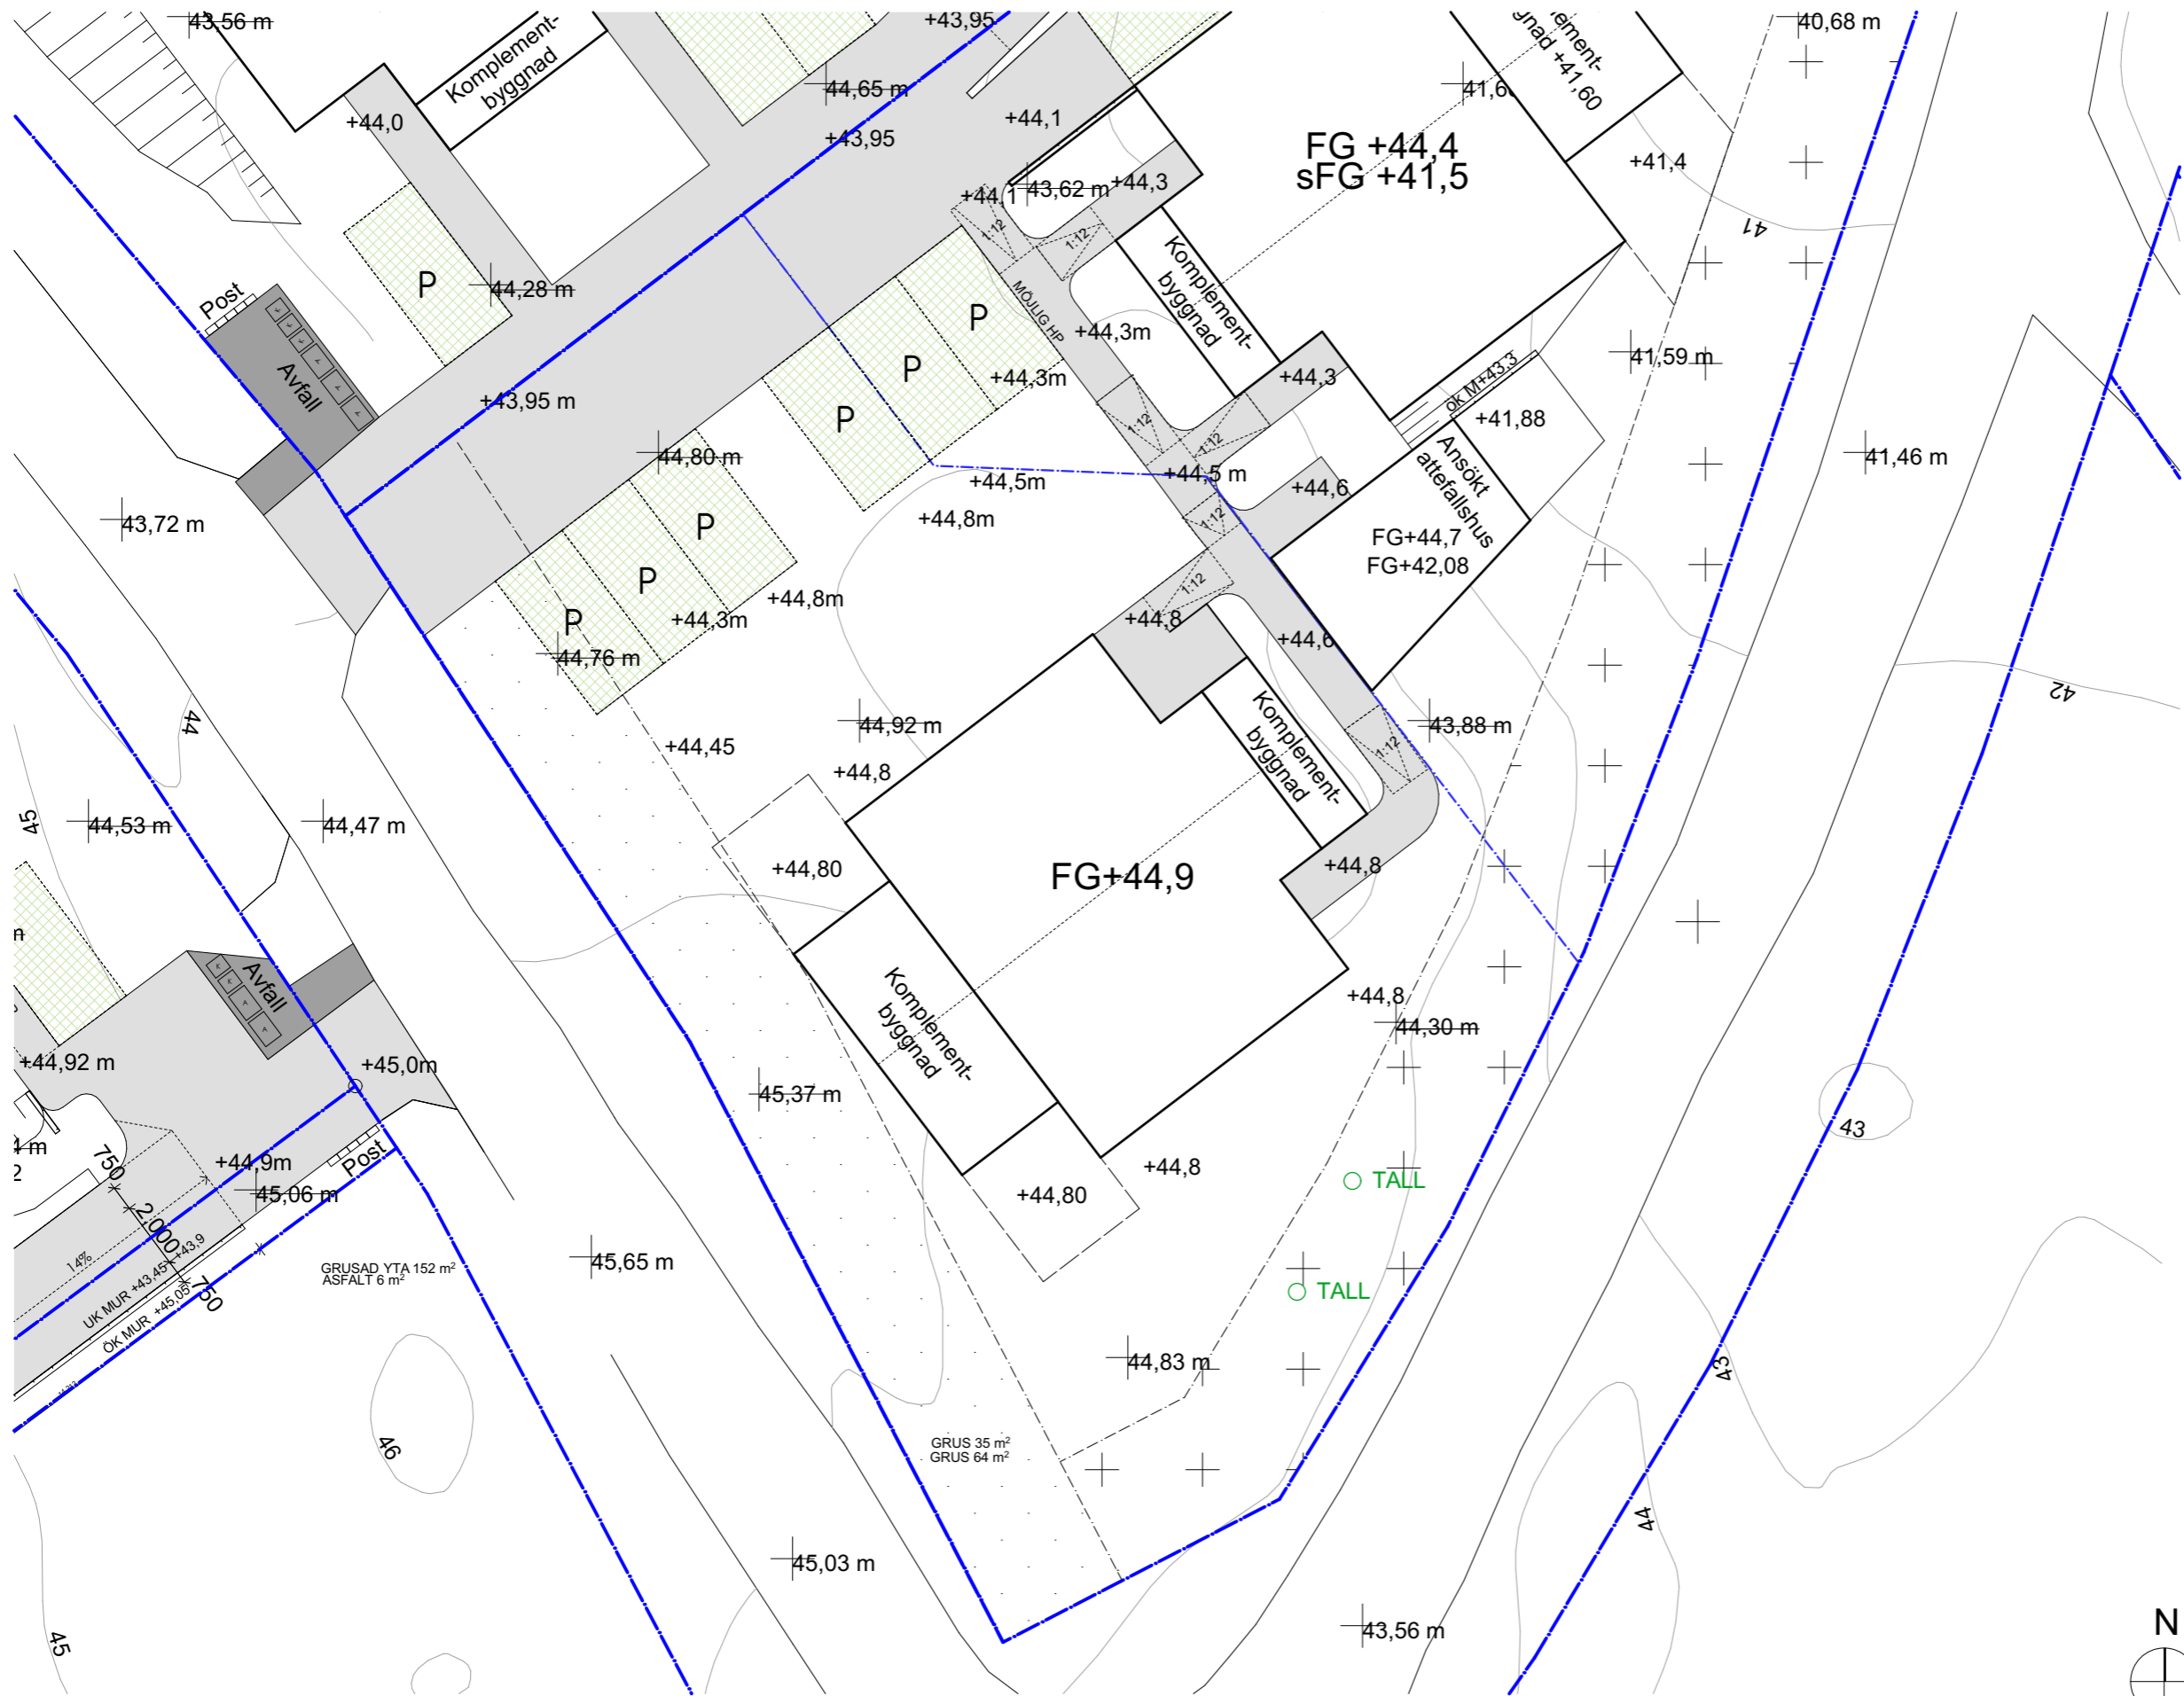 43,56 m
Komplement-
byggnad
+43,95
ement-
gnad +41,60
40,68 m
44,65 m
+44,0
+44,1
+43,95
FG +44,4
sFG +41,5
+41,4
+44,1
43,62 m
+44,3
1:12
1:12
41
Post
Avfall
P
44,28 m
MÖJLIG HP
Komplement-
byggnad
P
+44,3m
P
+44,3m
P
+44,3
ök M+43,3
41,59 m
+41,88
+43,95 m
44,80 m
1:12
1:12
+44,5 m
+44,5m
+44,8m
+44,6
Ansökt
attefallshus
FG+44,7
FG+42,08
41,46 m
43,72 m
P
P
P
+44,3m
+44,8m
44,76 m
1:12
1:12
+44,8
+44,6
44
42
+44,45
44,92 m
+44,8
Komplement-
byggnad
1:12
43,88 m
45
44,53 m
44,47 m
+44,80
FG+44,9
+44,8
Avfall
Komplement-
byggnad
+44,8
44,30 m
+44,92 m
+45,0m
45,37 m
43
Post
+44,9m
45,06 m
750
2,000
750
14%
UK MUR +43,45
+43,9
ÖK MUR +45,05
+44,80
+44,8
TALL
TALL
45,65 m
GRUSAD YTA 152 m²
ASFALT 6 m²
44,83 m
43
46
GRUS 35 m²
GRUS 64 m²
44
45,03 m
43,56 m
45
N